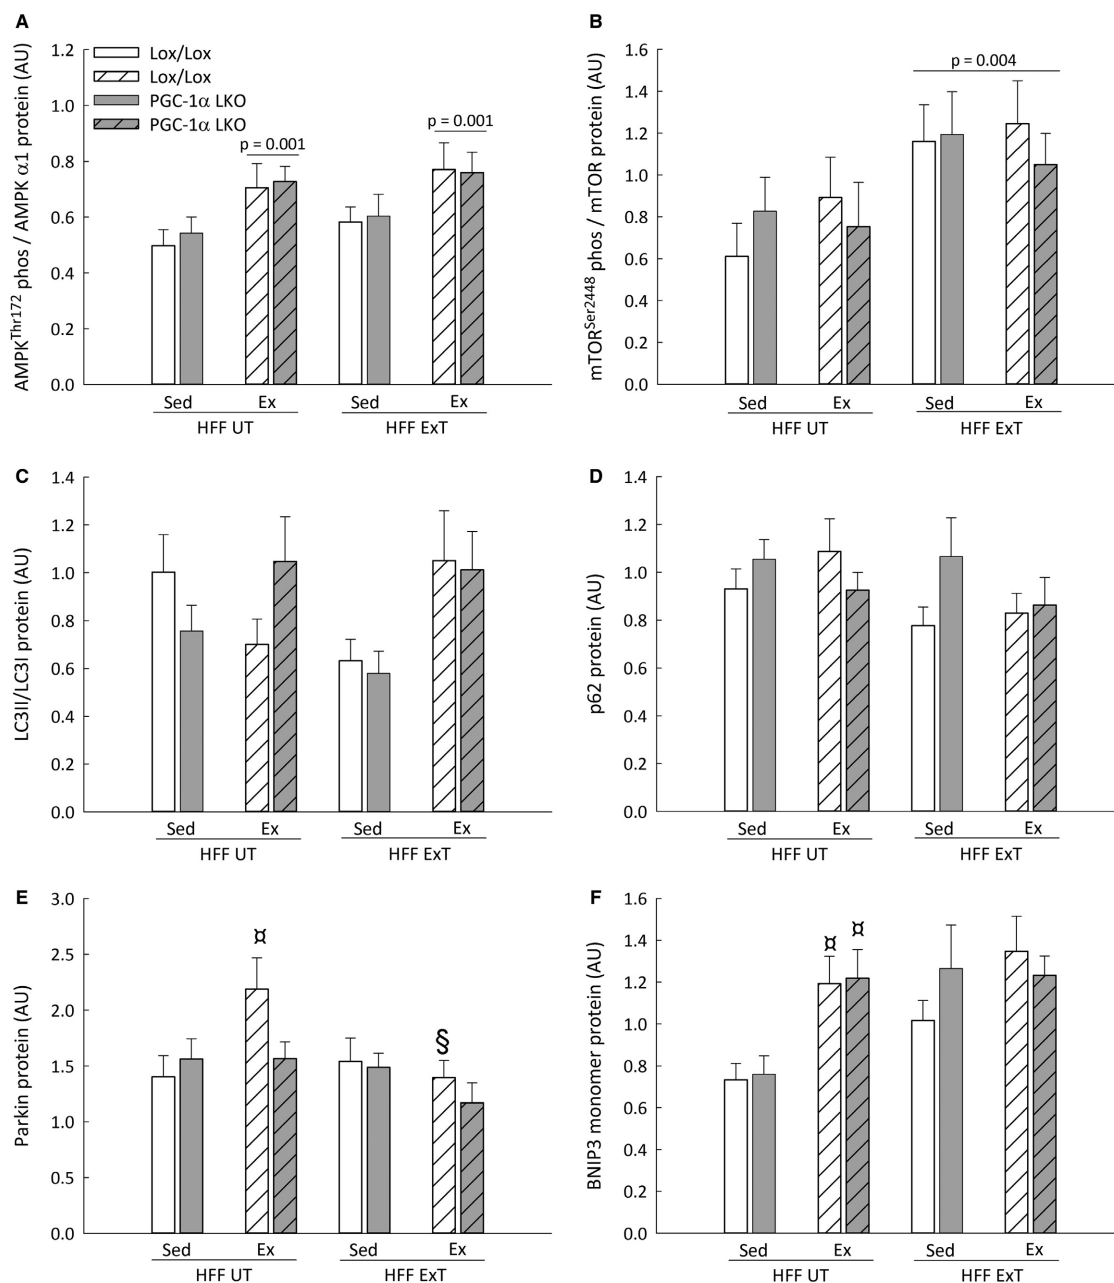 A
AMPKThr172 phos / AMPK α1 protein (AU)
1.2
1.0
0.8
0.6
0.4
0.2
0.0
Lox/Lox
Lox/Lox
PGC-1α LKO
PGC-1α LKO
p = 0.001
p = 0.001
Sed
Ex
Sed
Ex
HFF UT
HFF ExT
B
mTORSer2448 phos / mTOR protein (AU)
1.6
1.4
1.2
1.0
0.8
0.6
0.4
0.2
0.0
p = 0.004
Sed
Ex
Sed
Ex
HFF UT
HFF ExT
C
LC3II/LC3I protein (AU)
1.4
1.2
1.0
0.8
0.6
0.4
0.2
0.0
Sed
Ex
Sed
Ex
HFF UT
HFF ExT
D
p62 protein (AU)
1.4
1.2
1.0
0.8
0.6
0.4
0.2
0.0
Sed
Ex
Sed
Ex
HFF UT
HFF ExT
E
Parkin protein (AU)
3.0
2.5
2.0
1.5
1.0
0.5
0.0
¤
§
Sed
Ex
Sed
Ex
HFF UT
HFF ExT
F
BNIP3 monomer protein (AU)
1.6
1.4
1.2
1.0
0.8
0.6
0.4
0.2
0.0
¤
¤
Sed
Ex
Sed
Ex
HFF UT
HFF ExT